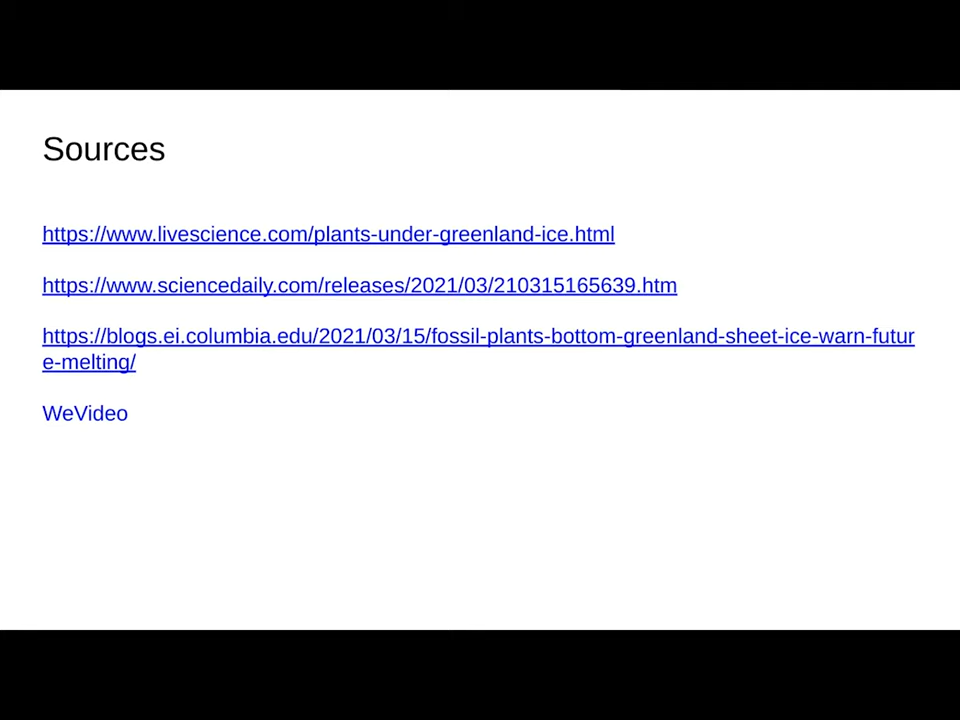 Sources
https://www.livescience.com/plants-under-greenland-ice.html
https://www.sciencedaily.com/releases/2021/03/210315165639.htm
https://blogs.ei.columbia.edu/2021/03/15/fossil-plants-bottom-greenland-sheet-ice-warn-futur
e-melting/
WeVideo